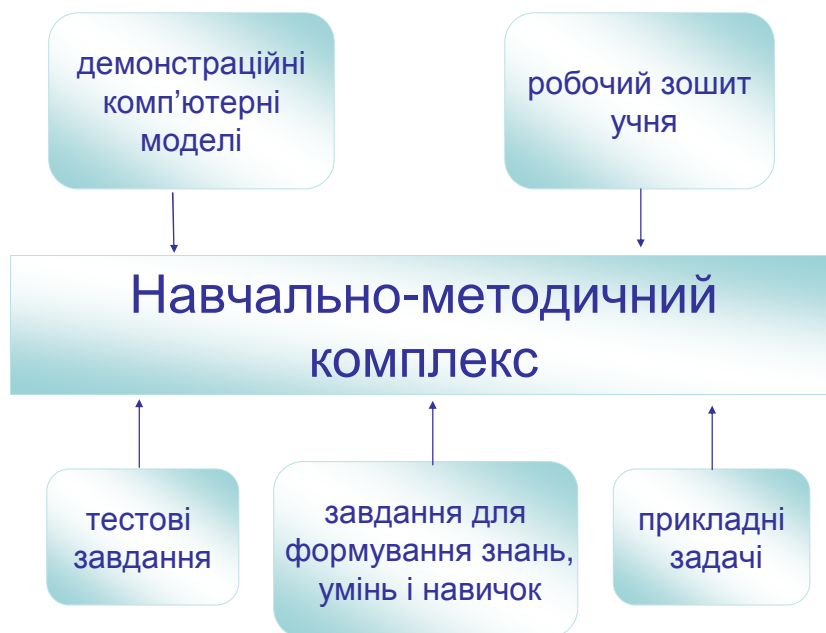 демонстраційні
комп’ютерні
моделі
робочий зошит
учня
Навчально-методичний
комплекс
тестові
завдання
завдання для
формування знань,
умінь і навичок
прикладні
задачі